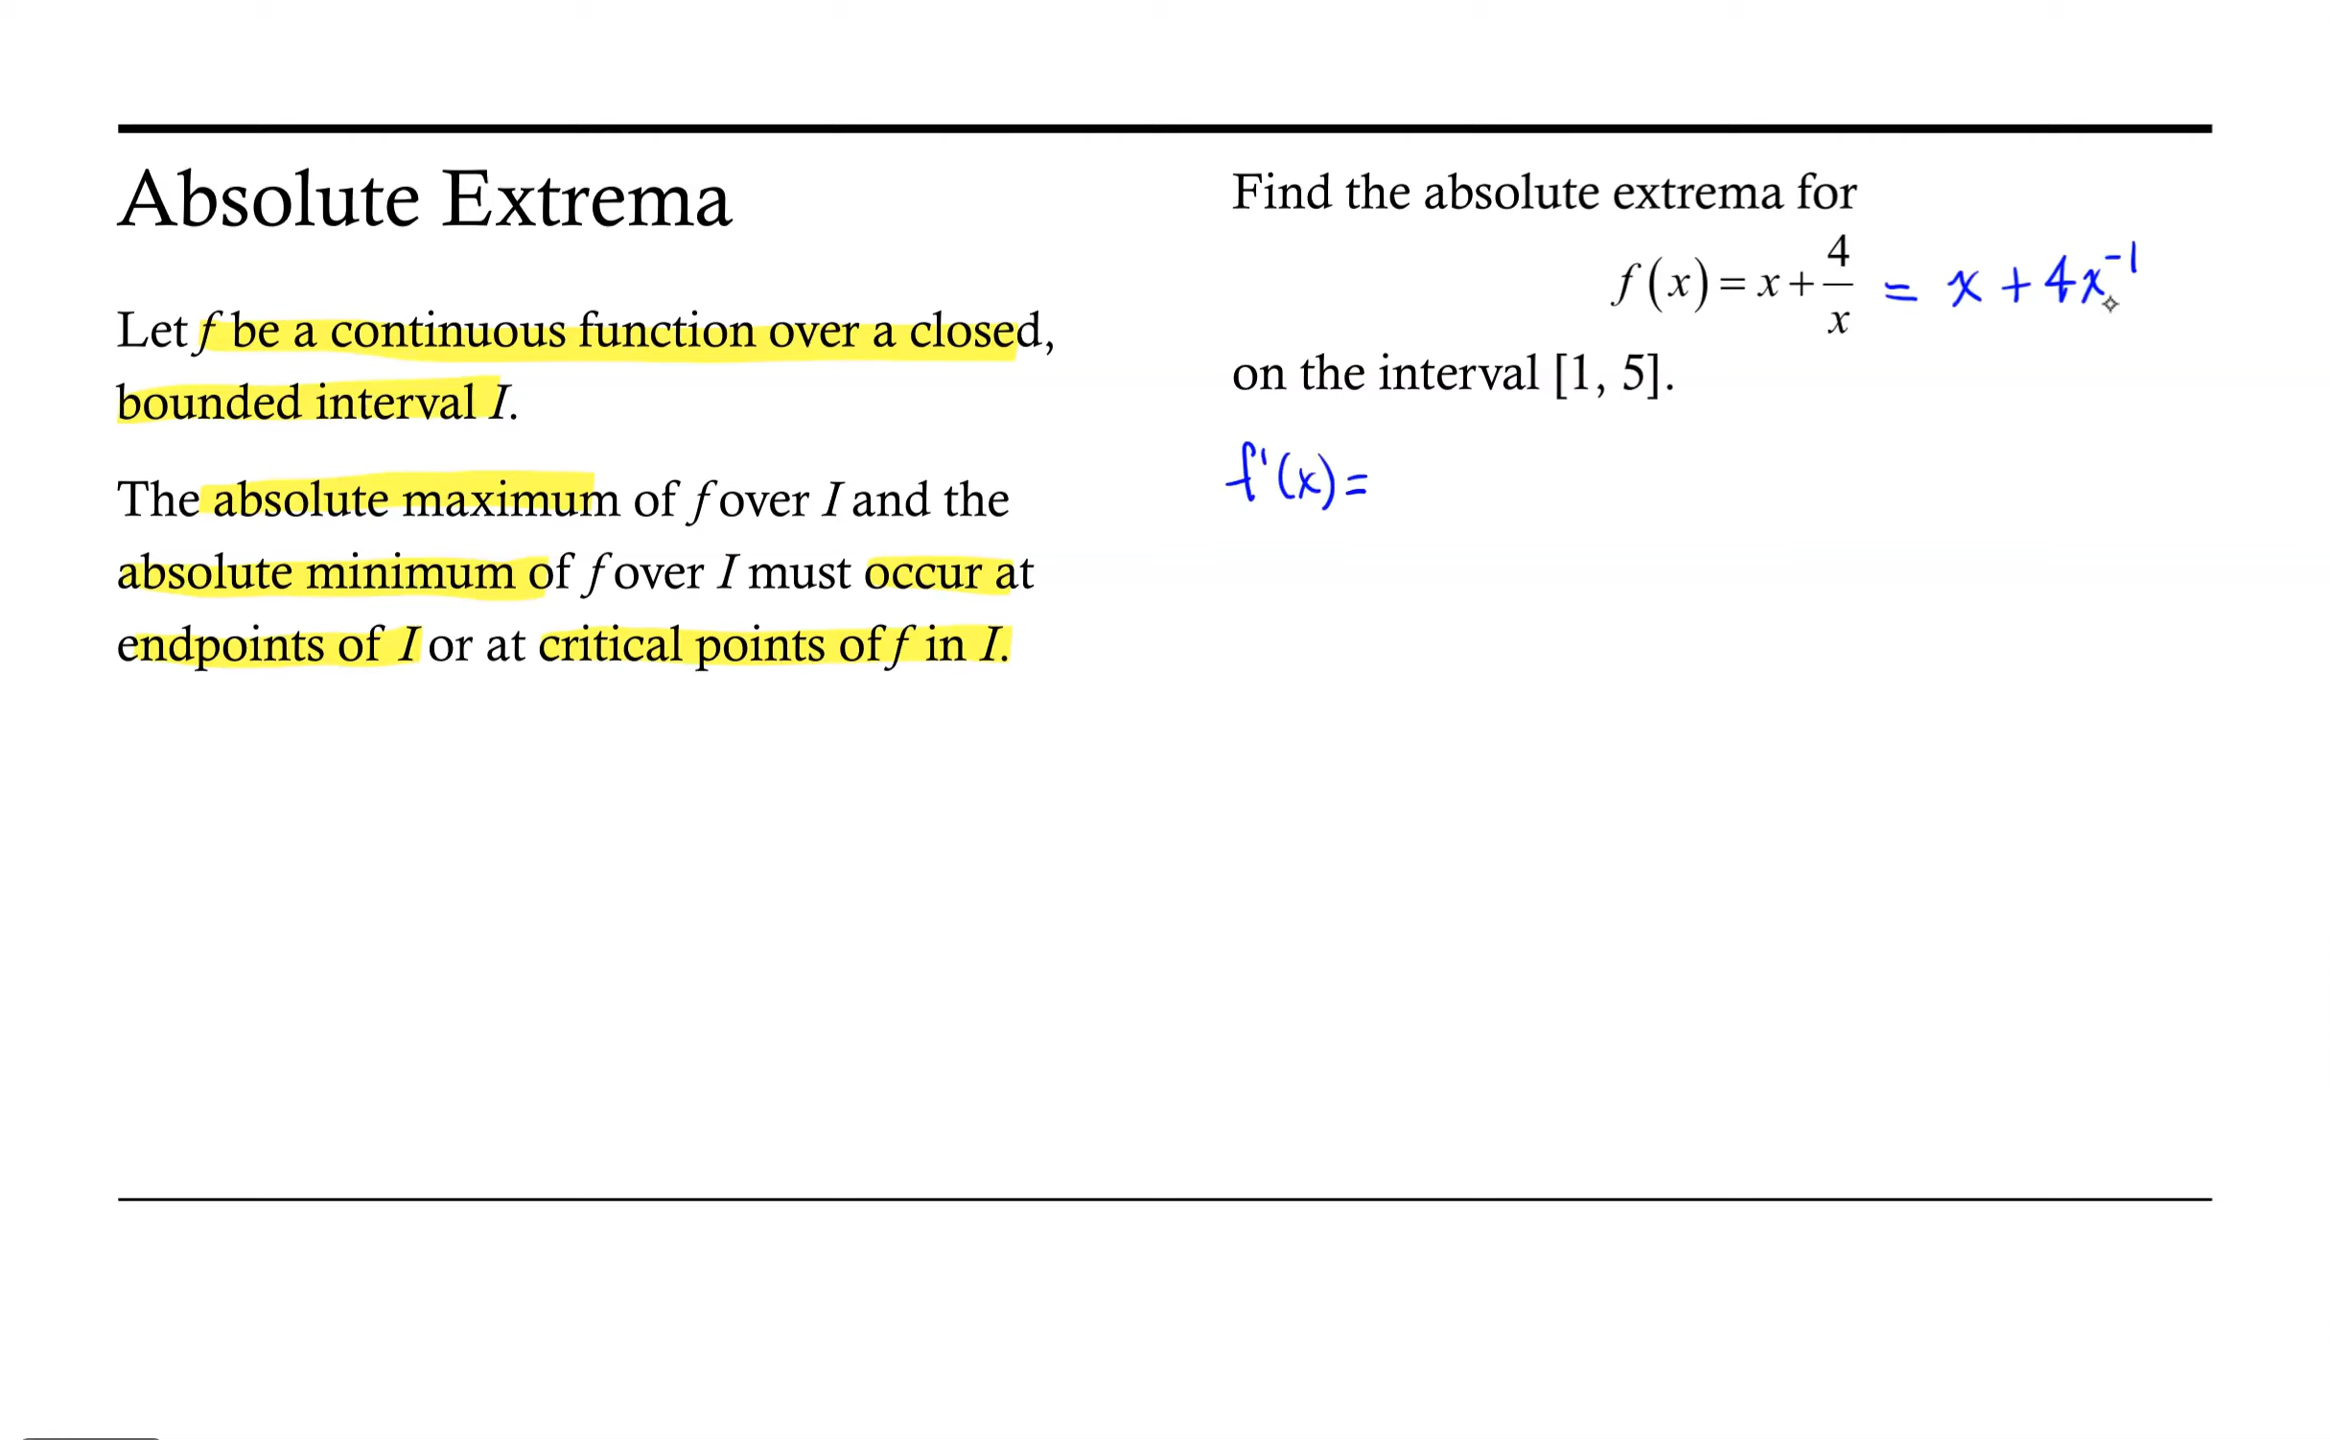 Absolute Extrema
Let f be a continuous function over a closed,
bounded interval I.
The absolute maximum of f over I and the
absolute minimum of f over I must occur at
endpoints of I or at critical points of f in I.
Find the absolute extrema for
f(x) = x + 4/x = x + 4x⁻¹
on the interval [1, 5].
f'(x) =